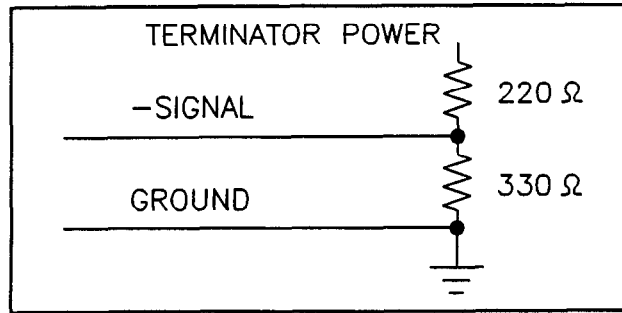 TERMINATOR POWER
220 Ω
-SIGNAL
330 Ω
GROUND